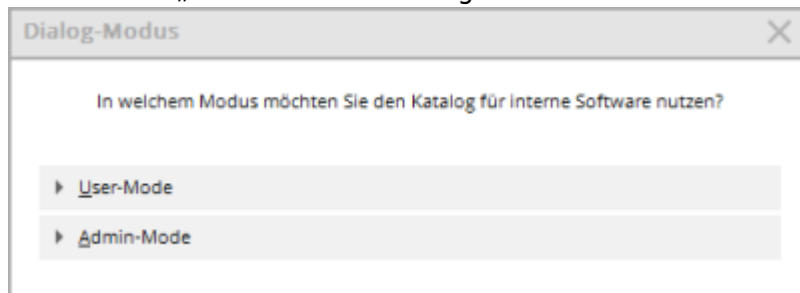 Dialog-Modus
In welchem Modus möchten Sie den Katalog für interne Software nutzen?
User-Mode
Admin-Mode